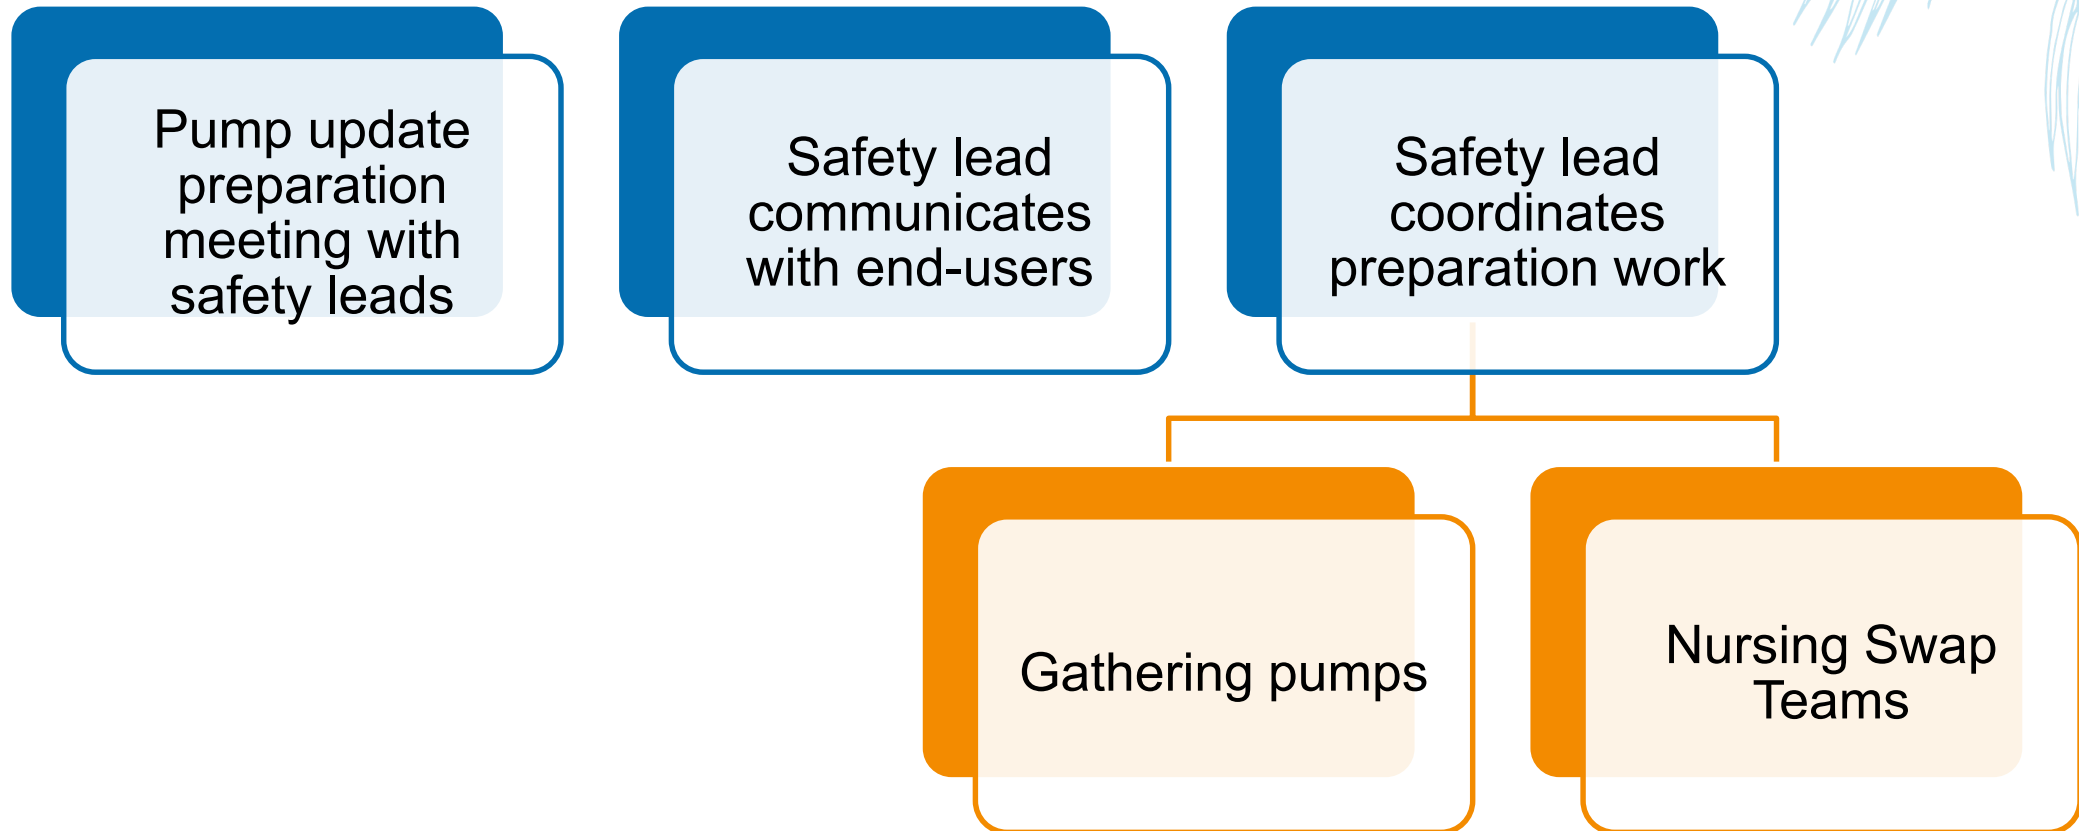 Pump update
preparation
meeting with
safety leads
Safety lead
communicates
with end-users
Safety lead
coordinates
preparation work
Gathering pumps
Nursing Swap
Teams